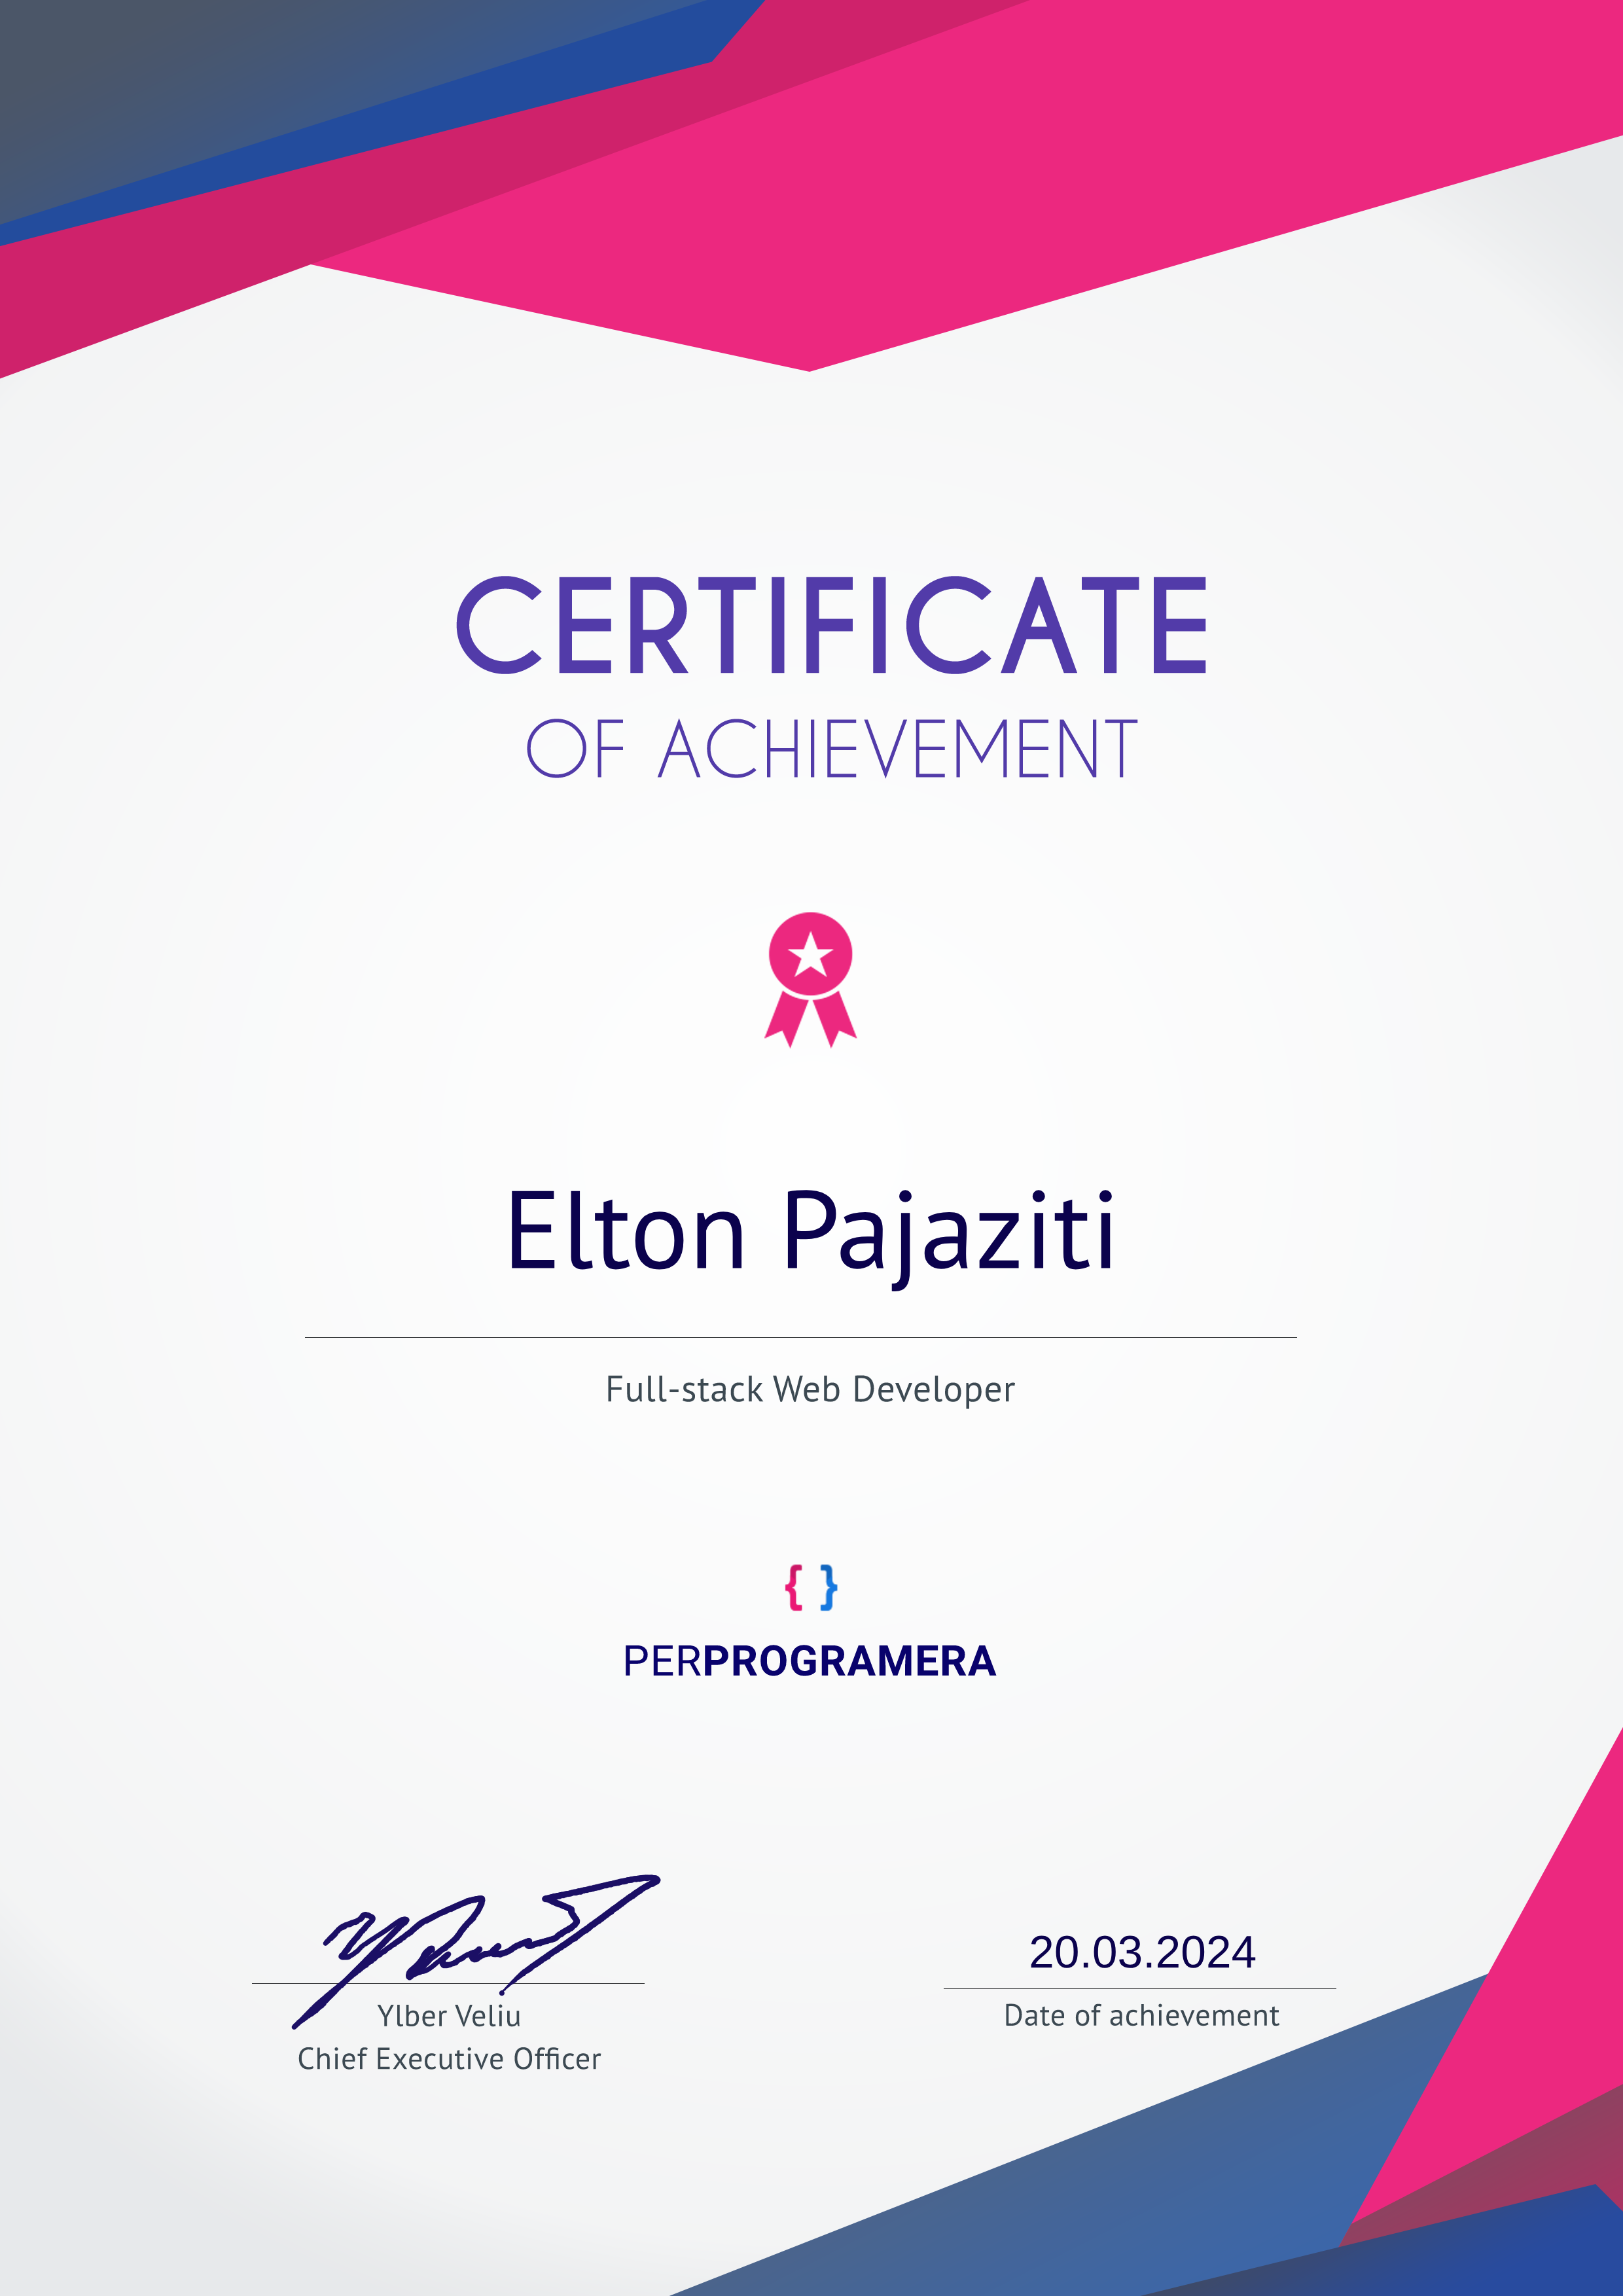 CERTIFICATE
OF ACHIEVEMENT
Elton Pajaziti
Full-stack Web Developer
{ }
PERPROGRAMERA
20.03.2024
Ylber Veliu
Date of achievement
Chief Executive Officer